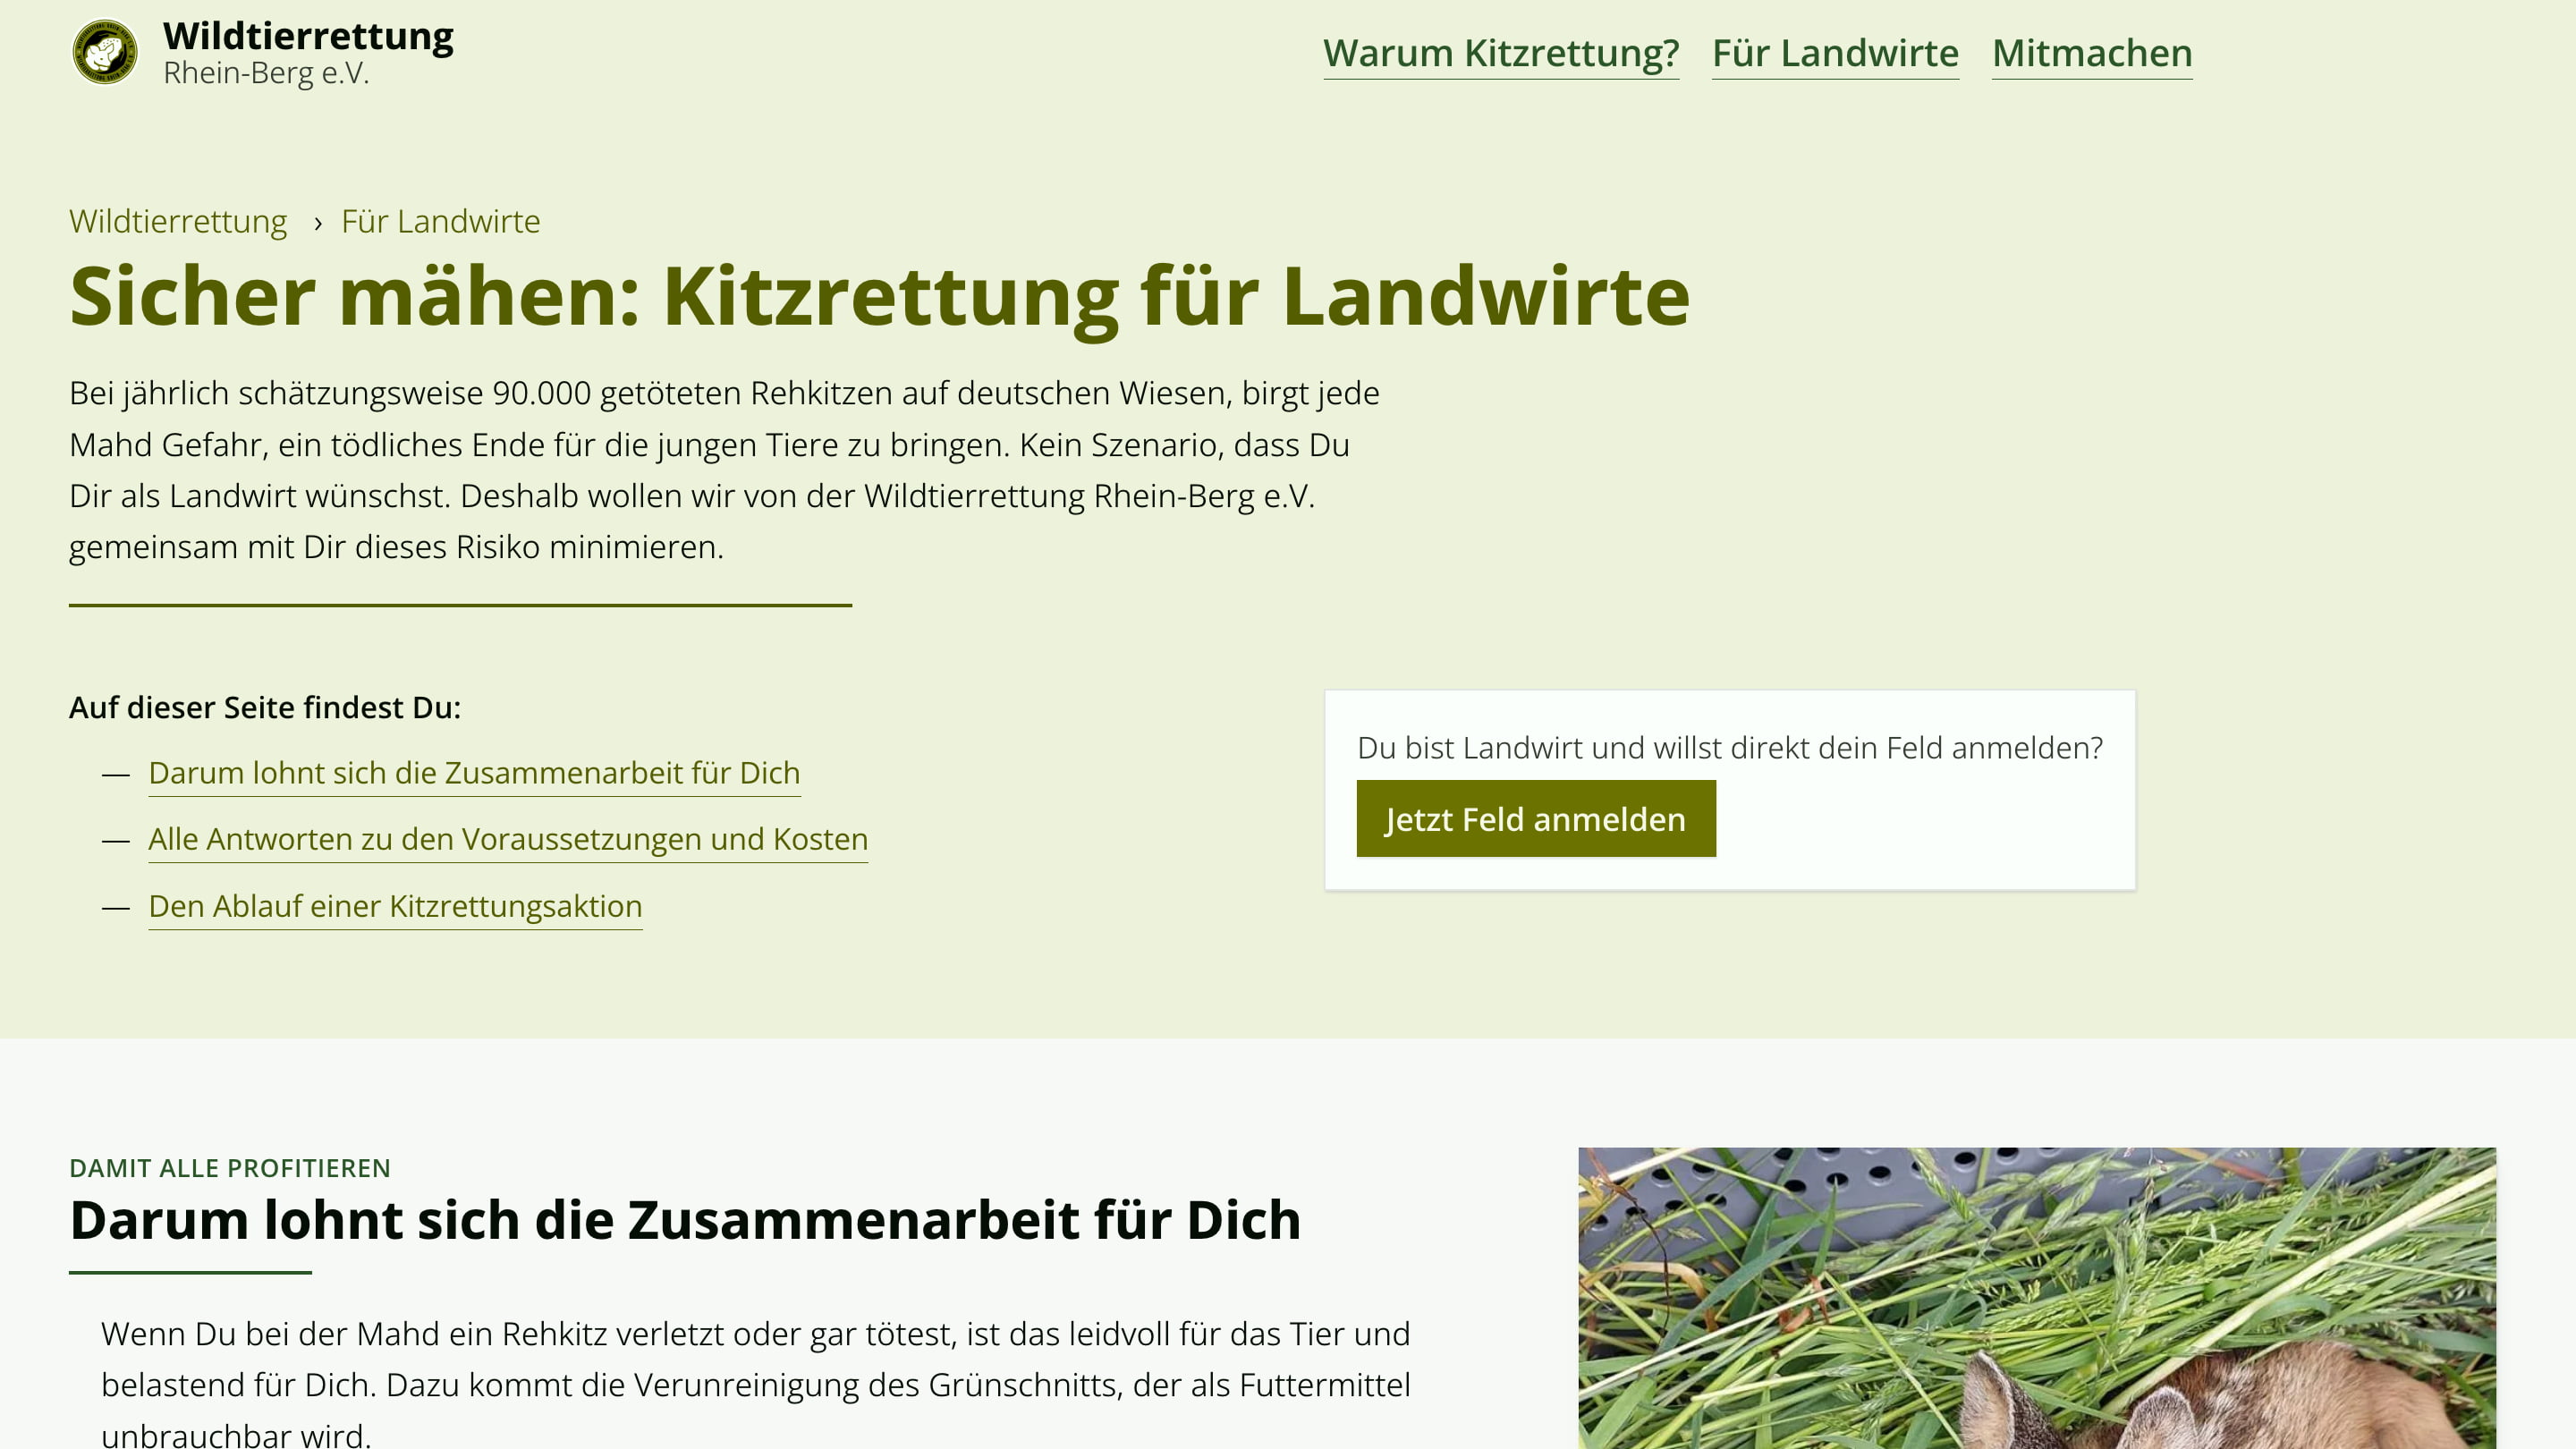 Wildtierrettung
Rhein-Berg e.V.
Warum Kitzrettung? Für Landwirte Mitmachen
Wildtierrettung › Für Landwirte
Sicher mähen: Kitzrettung für Landwirte
Bei jährlich schätzungsweise 90.000 getöteten Rehkitzen auf deutschen Wiesen, birgt jede
Mahd Gefahr, ein tödliches Ende für die jungen Tiere zu bringen. Kein Szenario, dass Du
Dir als Landwirt wünschst. Deshalb wollen wir von der Wildtierrettung Rhein-Berg e.V.
gemeinsam mit Dir dieses Risiko minimieren.
Auf dieser Seite findest Du:
— Darum lohnt sich die Zusammenarbeit für Dich
— Alle Antworten zu den Voraussetzungen und Kosten
— Den Ablauf einer Kitzrettungsaktion
Du bist Landwirt und willst direkt dein Feld anmelden?
Jetzt Feld anmelden
DAMIT ALLE PROFITIEREN
Darum lohnt sich die Zusammenarbeit für Dich
Wenn Du bei der Mahd ein Rehkitz verletzt oder gar tötest, ist das leidvoll für das Tier und
belastend für Dich. Dazu kommt die Verunreinigung des Grünschnitts, der als Futtermittel
unbrauchbar wird.